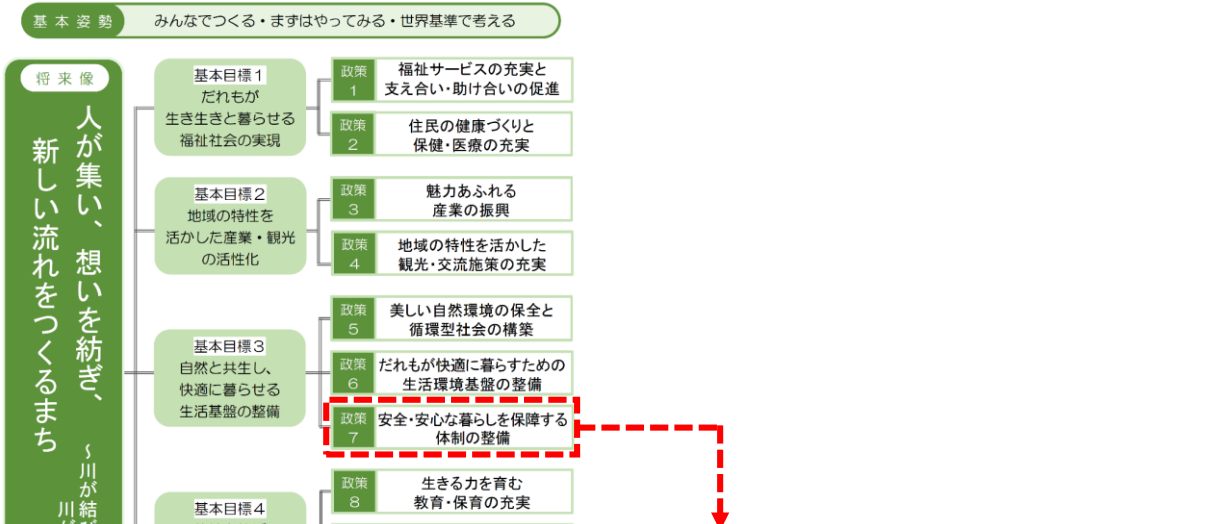 基本姿勢
みんなでつくる・まずはやってみる・世界基準で考える
将来像
人が集い、想いを紡ぎ、
新しい流れをつくるまち
～川が結び
川が
基本目標1
だれもが
生き生きと暮らせる
福祉社会の実現
政策
1
福祉サービスの充実と
支え合い・助け合いの促進
政策
2
住民の健康づくりと
保健・医療の充実
基本目標2
地域の特性を
活かした産業・観光
の活性化
政策
3
魅力あふれる
産業の振興
政策
4
地域の特性を活かした
観光・交流施策の充実
基本目標3
自然と共生し、
快適に暮らせる
生活基盤の整備
政策
5
美しい自然環境の保全と
循環型社会の構築
政策
6
だれもが快適に暮らすための
生活環境基盤の整備
政策
7
安全・安心な暮らしを保障する
体制の整備
基本目標4
政策
8
生きる力を育む
教育・保育の充実